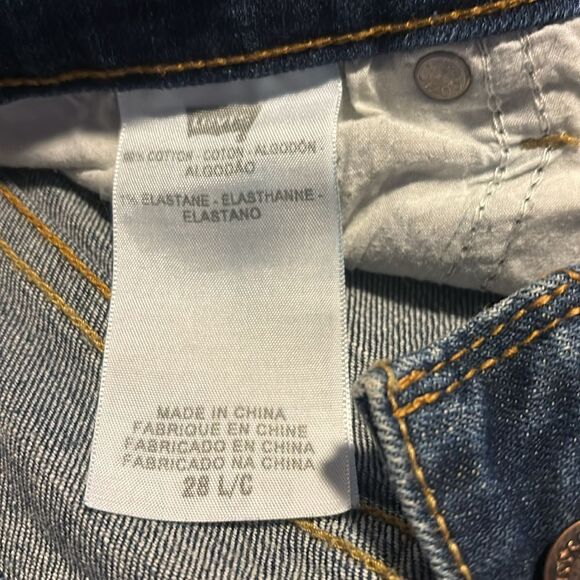 COTTON - COTON - ALGODÓN -
ALGODÃO
1% ELASTANE - ELASTHANNE -
ELASTANO
MADE IN CHINA
FABRIQUE EN CHINE
FABRICADO EN CHINA
FABRICADO NA CHINA
28 L/C